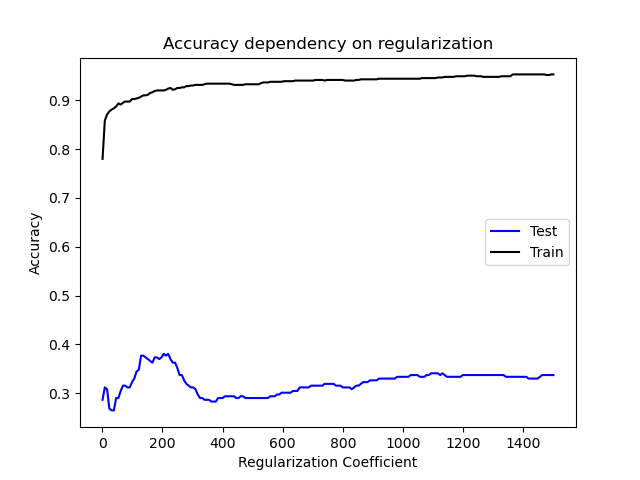 Accuracy dependency on regularization
Accuracy
0.9
0.8
0.7
0.6
0.5
0.4
0.3
Test
Train
0 200 400 600 800 1000 1200 1400
Regularization Coefficient